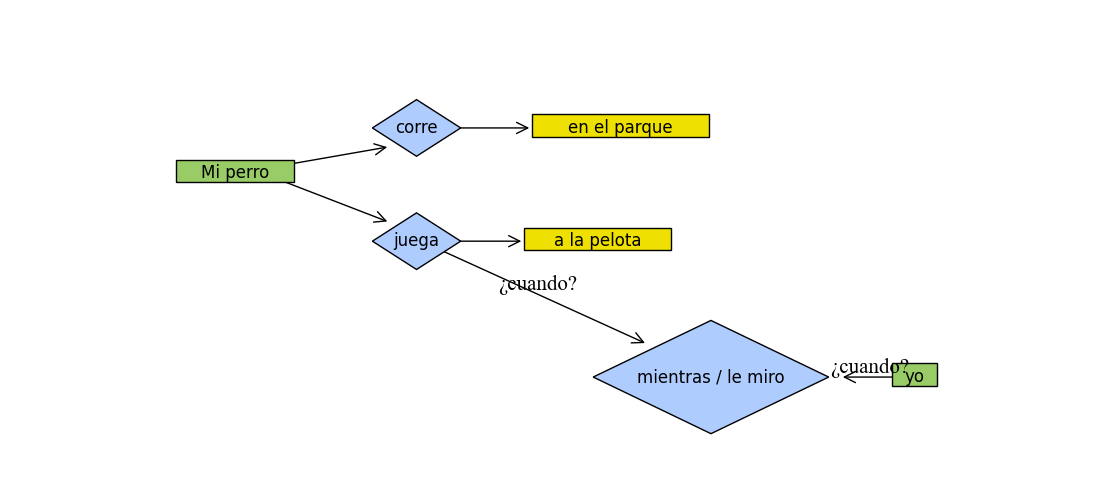 corre
en el parque
Mi perro
juega
a la pelota
¿cuando?
¿cuando?
mientras / le miro
yo